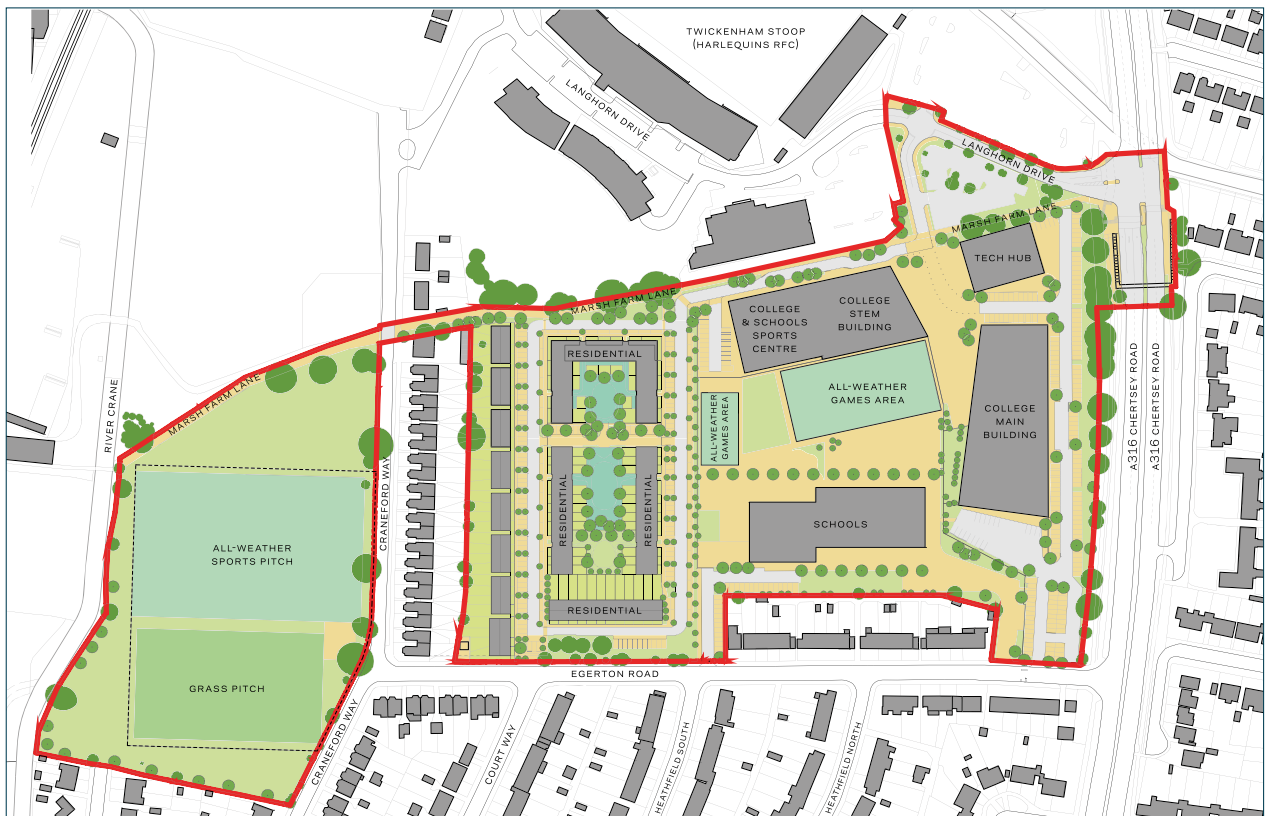 TWICKENHAM STOOP
(HARLEQUINS RFC)
LANGHORN DRIVE
LANGHORN DRIVE
MARSH FARM LANE
TECH HUB
MARSH FARM LANE
COLLEGE
& SCHOOLS
SPORTS
CENTRE
COLLEGE
STEM
BUILDING
RESIDENTIAL
ALL-WEATHER
GAMES AREA
ALL-WEATHER
GAMES AREA
COLLEGE
MAIN
BUILDING
A316 CHERTSEY ROAD
A316 CHERTSEY ROAD
MARSH FARM LANE
RIVER CRANE
CRANEFORD WAY
RESIDENTIAL
RESIDENTIAL
SCHOOLS
ALL-WEATHER
SPORTS PITCH
RESIDENTIAL
GRASS PITCH
EGERTON ROAD
CRANEFORD WAY
COURT WAY
HEATHFIELD SOUTH
HEATHFIELD NORTH